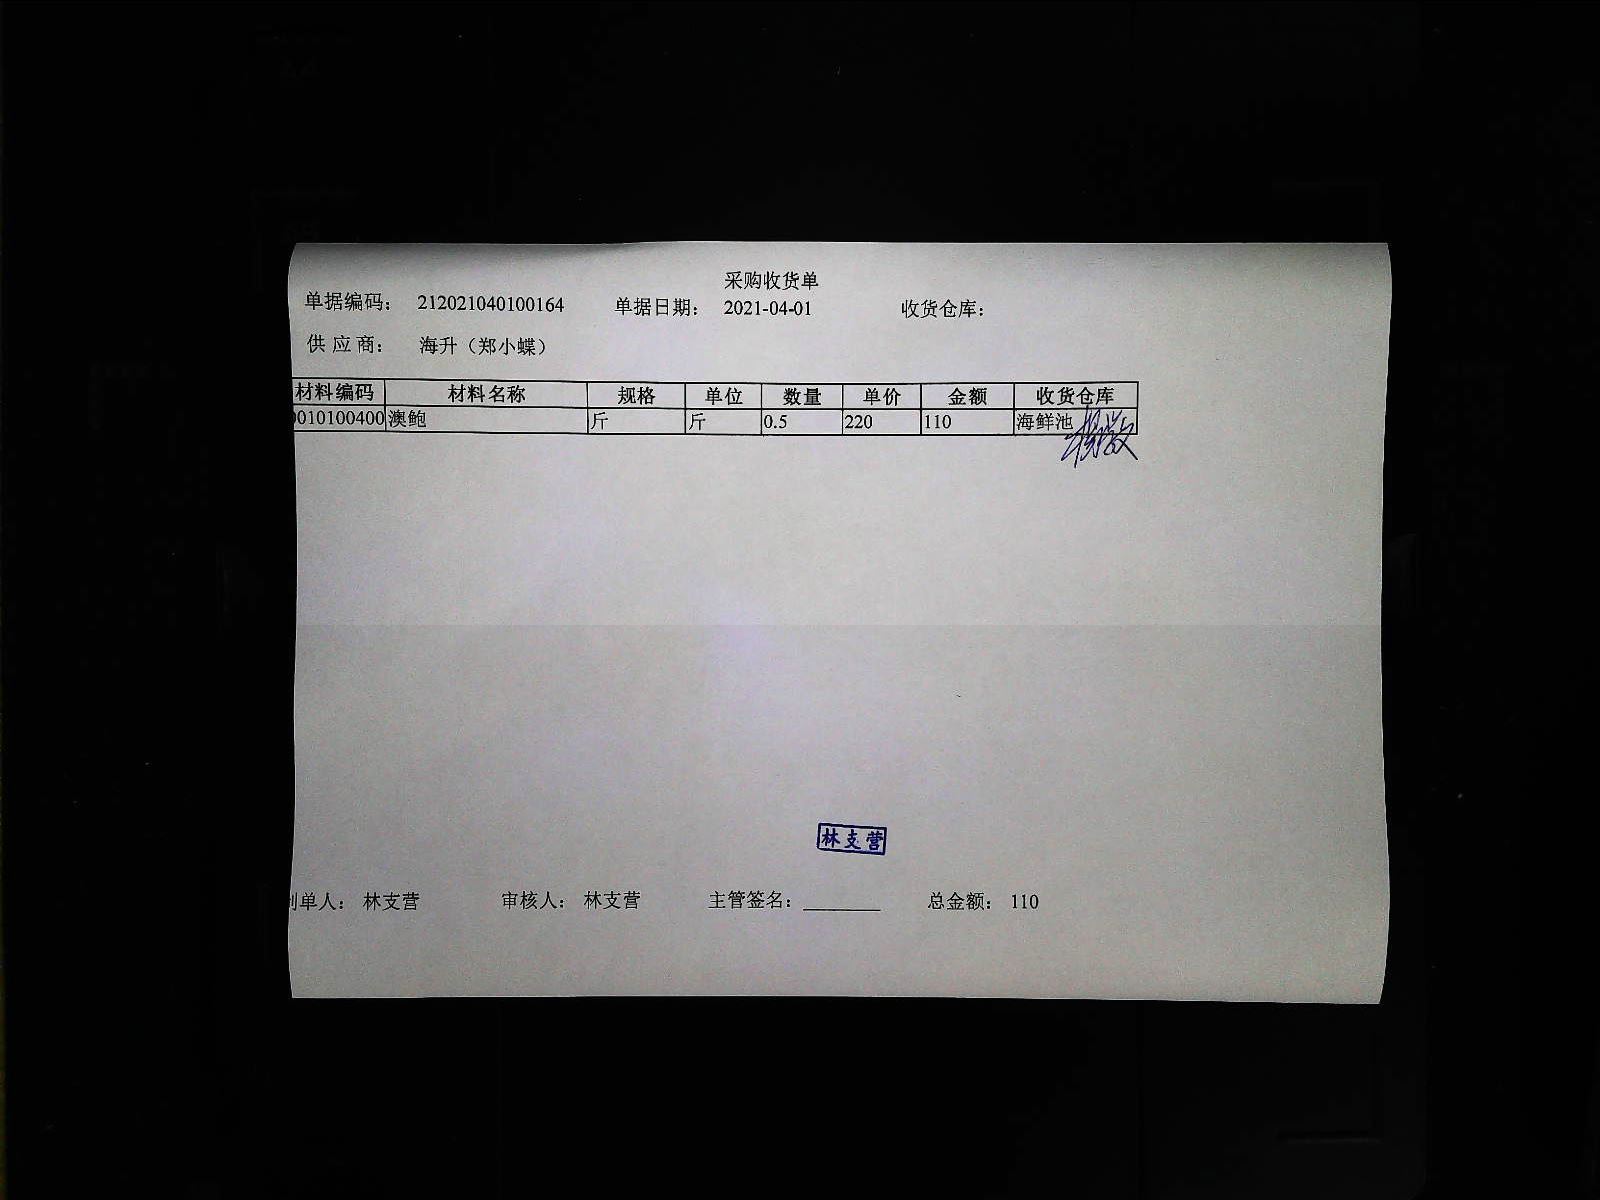 采购收货单
单据编码： 212021040100164 单据日期： 2021-04-01 收货仓库：
供应商： 海升（郑小蝶）
材料编码 材料名称 规格 单位 数量 单价 金额 收货仓库
010100400 澳鲍 斤 斤 0.5 220 110 海鲜池
林支营
单人： 林支营 审核人： 林支营 主管签名： 总金额： 110